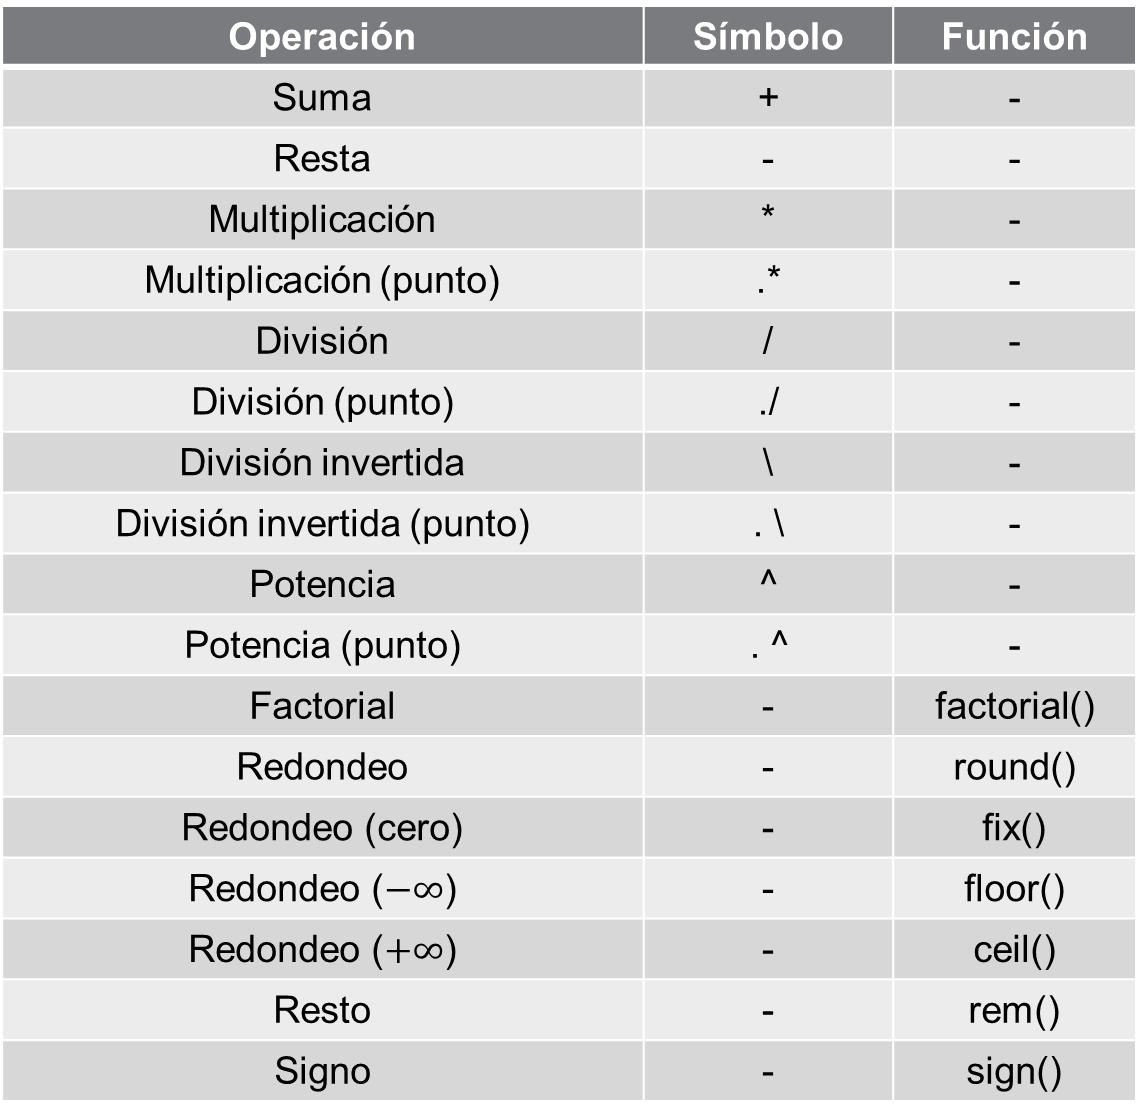 Operación Símbolo Función
Suma + -
Resta - -
Multiplicación * -
Multiplicación (punto) .* -
División / -
División (punto) ./ -
División invertida \ -
División invertida (punto) . \ -
Potencia ^ -
Potencia (punto) . ^ -
Factorial - factorial()
Redondeo - round()
Redondeo (cero) - fix()
Redondeo (−∞) - floor()
Redondeo (+∞) - ceil()
Resto - rem()
Signo - sign()